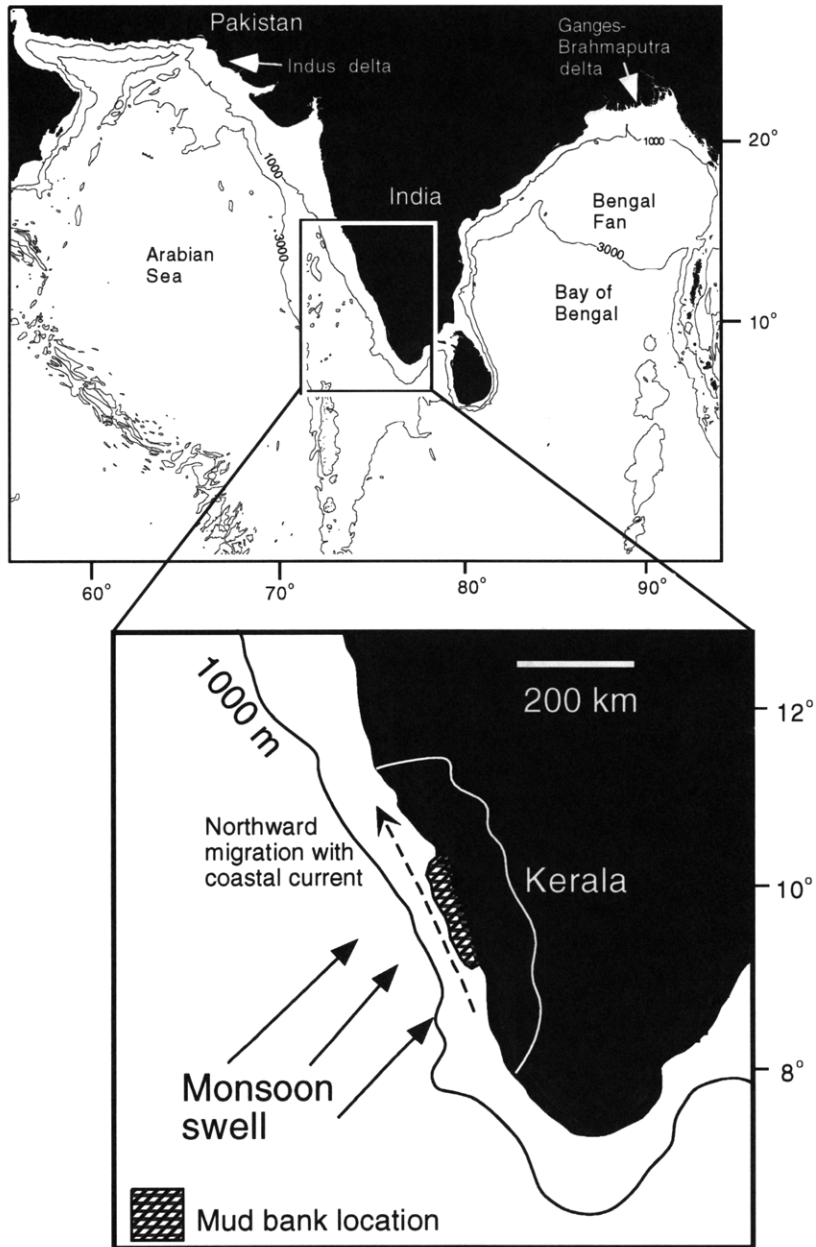 Pakistan
Indus delta
Ganges-
Brahmaputra
delta
20°
1000
1000
India
Bengal
Fan
3000
3000
Arabian
Sea
Bay of
Bengal
10°
60°
70°
80°
90°
1000 m
200 km
12°
Northward
migration with
coastal current
Kerala
10°
8°
Monsoon
swell
Mud bank location